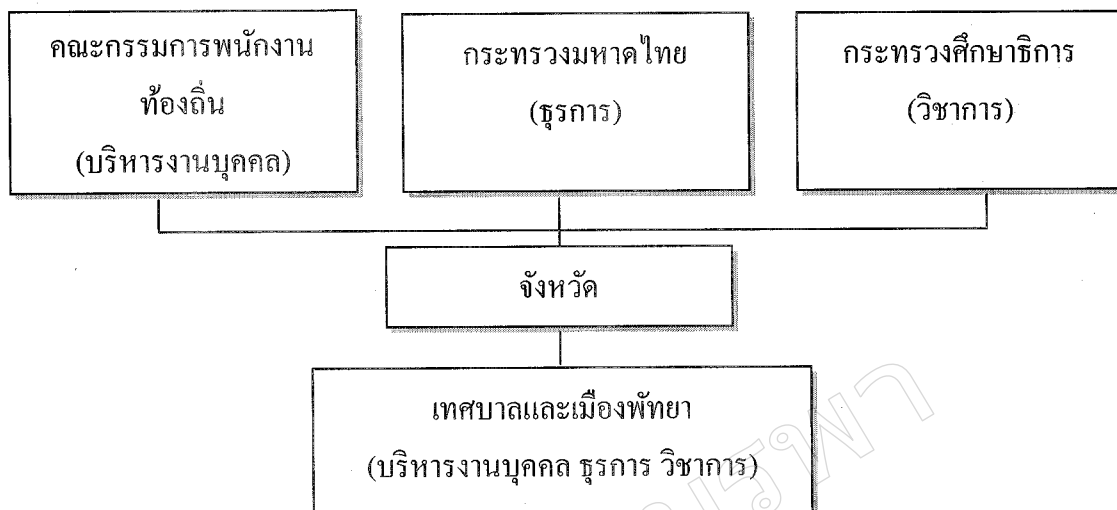 คณะกรรมการพนักงาน
ท้องถิ่น
(บริหารงานบุคคล)
กระทรวงมหาดไทย
(ธุรการ)
กระทรวงศึกษาธิการ
(วิชาการ)
จังหวัด
เทศบาลและเมืองพัทยา
(บริหารงานบุคคล ธุรการ วิชาการ)